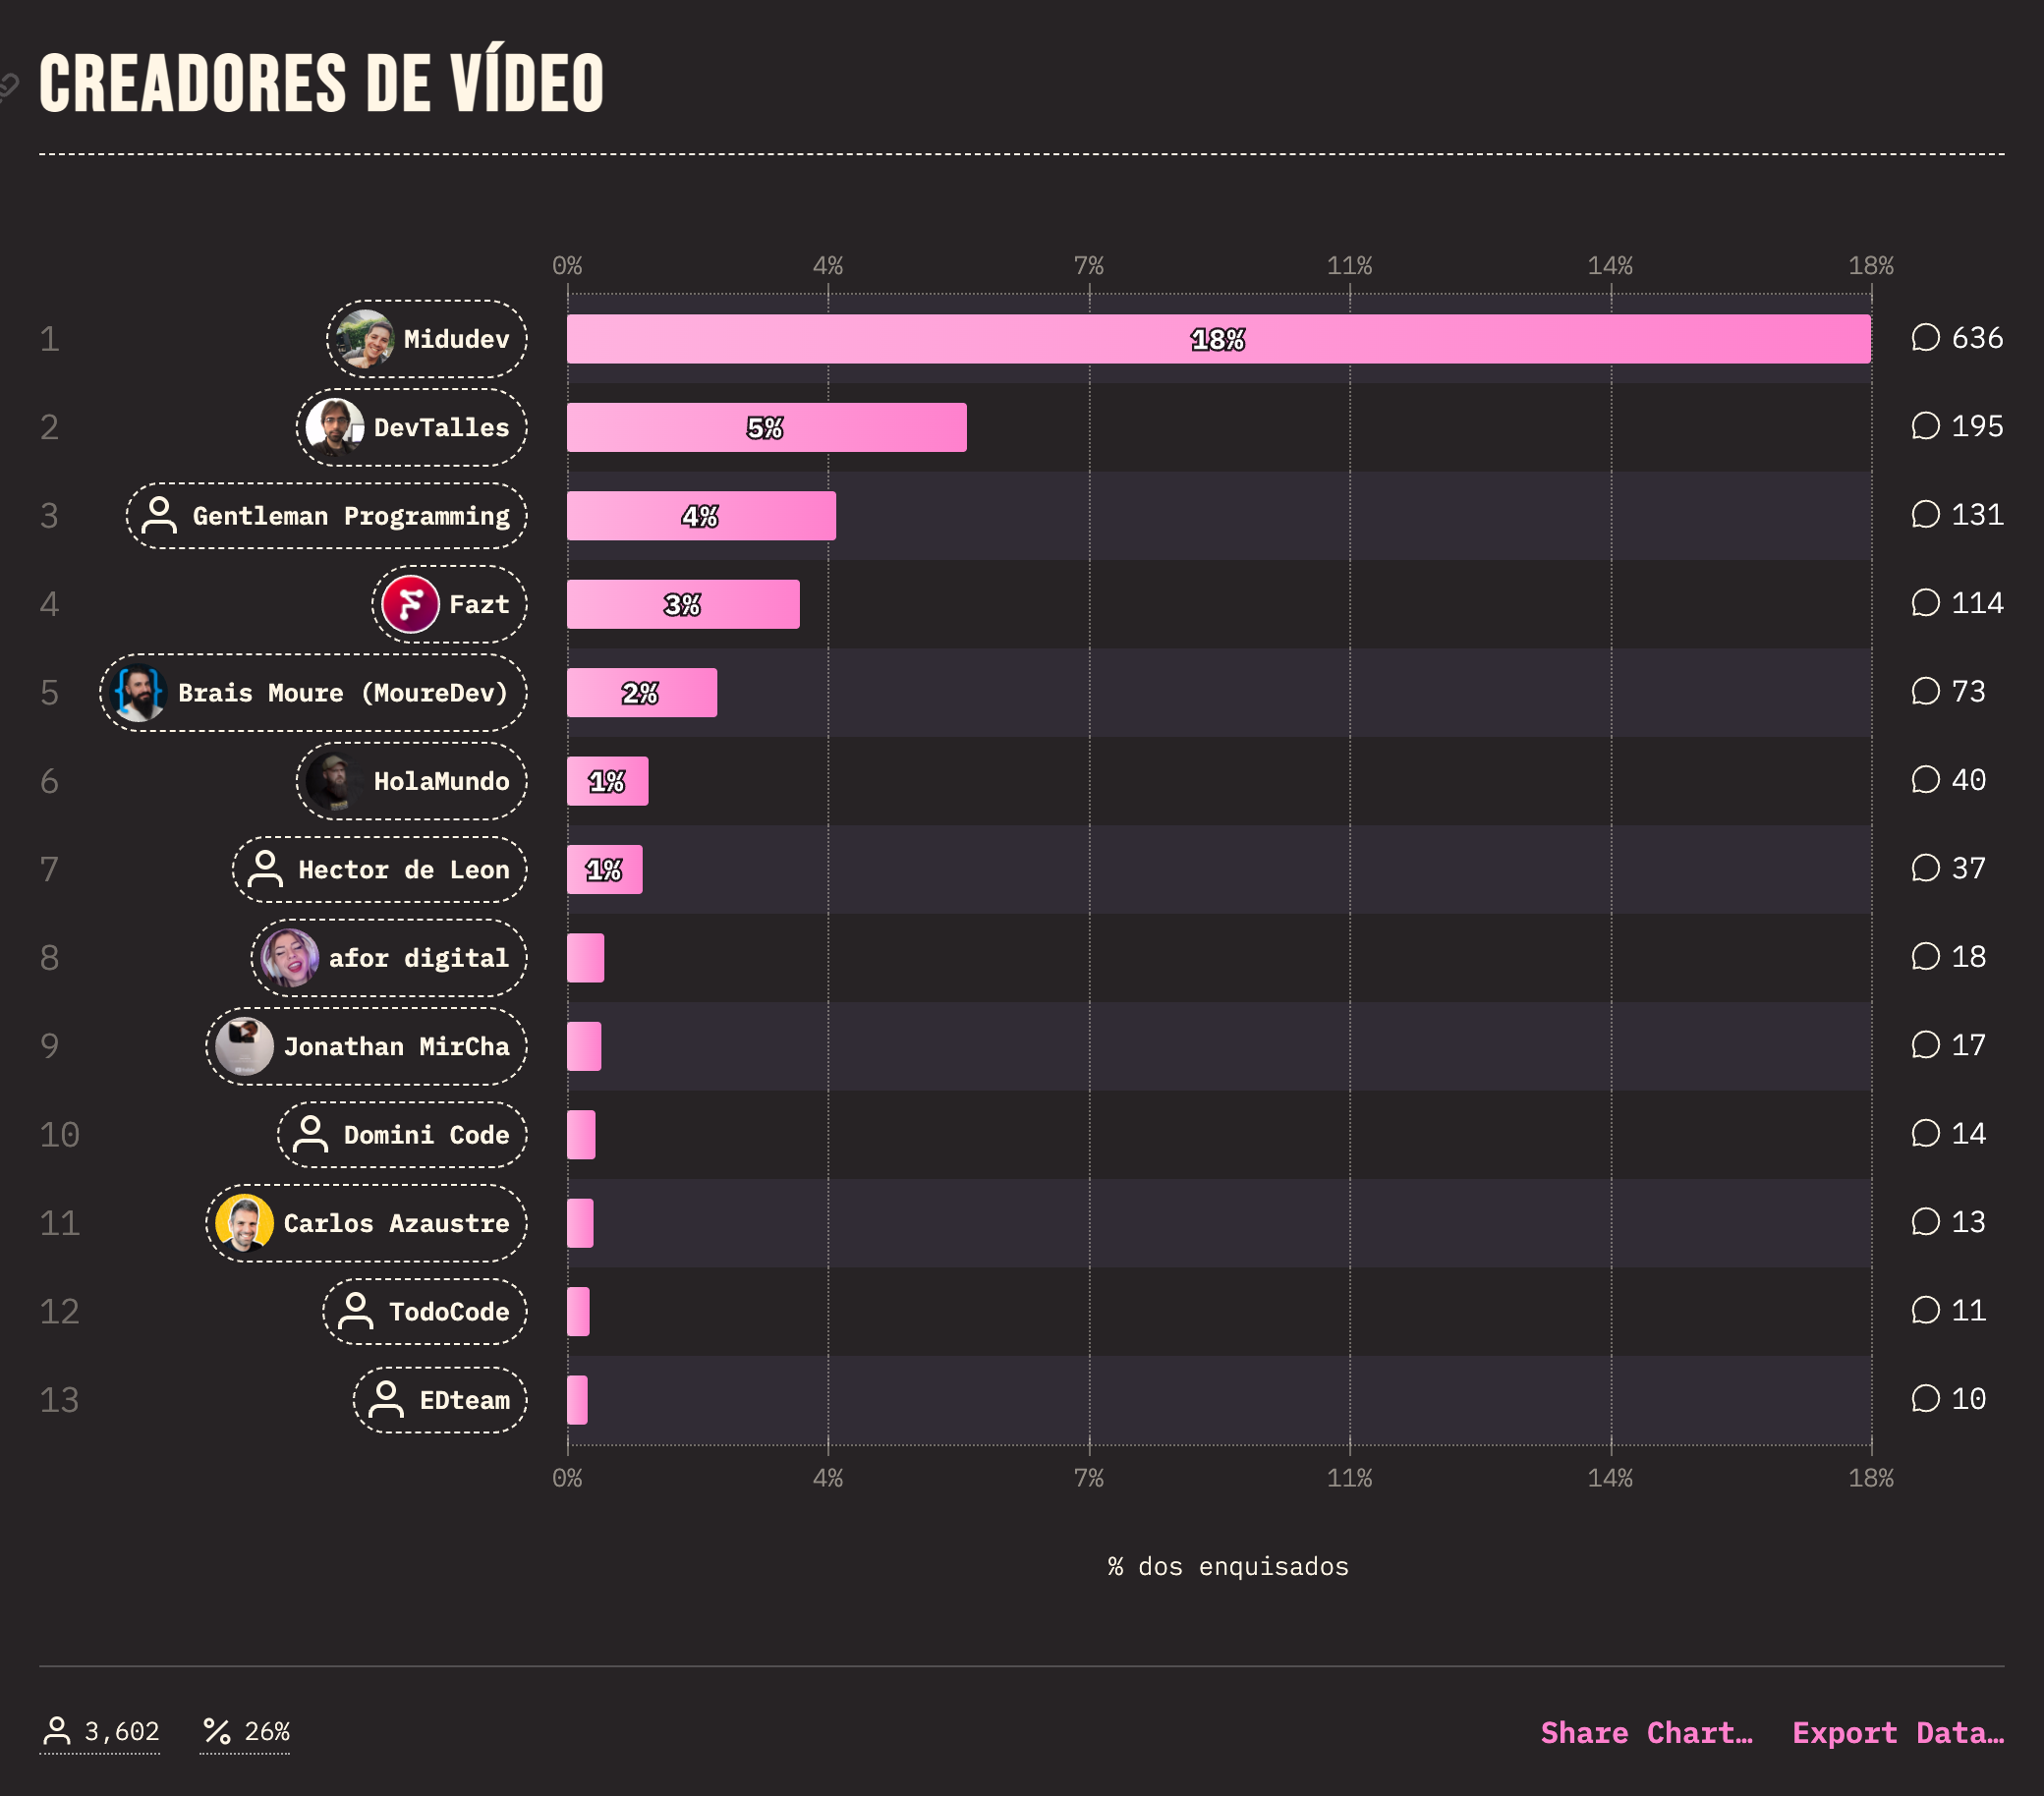 CREADORES DE VÍDEO
0% 4% 7% 11% 14% 18%
1 Midudev 18% 636
2 DevTalles 5% 195
3 Gentleman Programming 4% 131
4 Fazt 3% 114
5 Brais Moure (MoureDev) 2% 73
6 HolaMundo 1% 40
7 Hector de Leon 1% 37
8 afor digital 18
9 Jonathan MirCha 17
10 Domini Code 14
11 Carlos Azaustre 13
12 TodoCode 11
13 EDteam 10
0% 4% 7% 11% 14% 18%
% dos enquisados
3,602 26% Share Chart… Export Data…